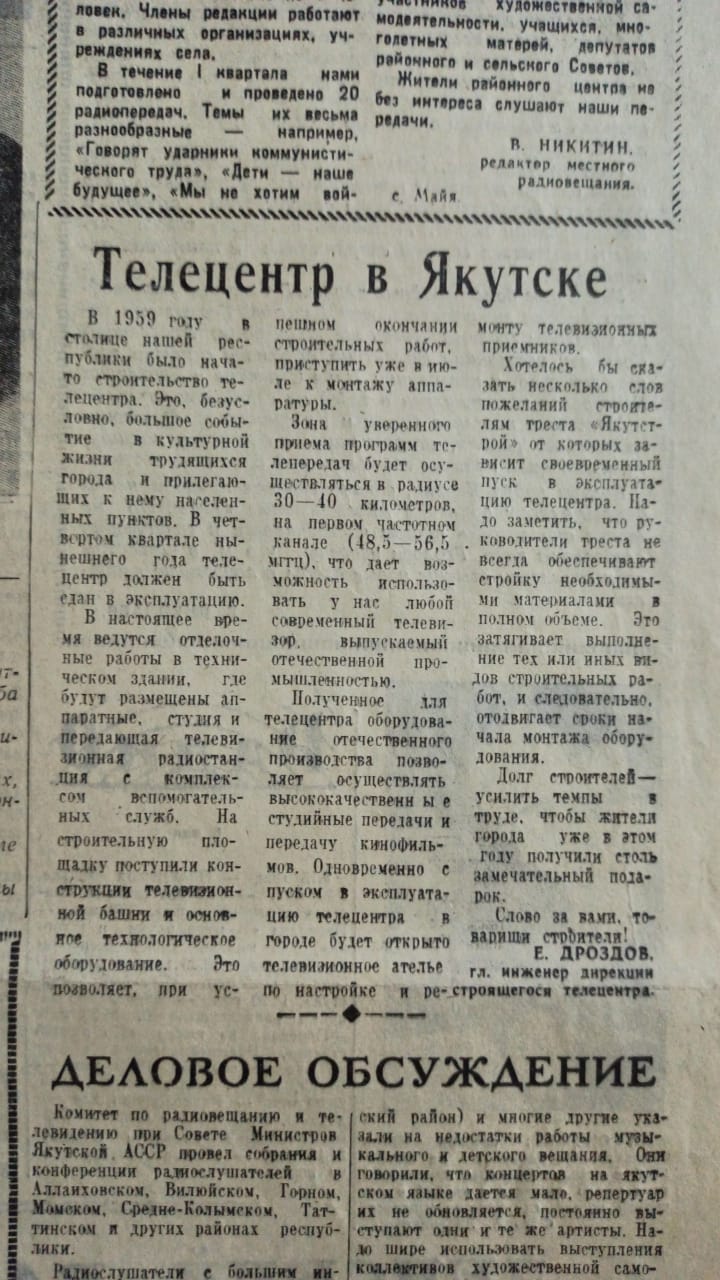 ловек. Члены редакции работают
в различных организациях, уч-
реждениях села.
В течение I квартала нами
подготовлено и проведено 20
радиопередач. Темы их весьма
разнообразные — например,
«Говорят ударники коммунисти-
ческого труда», «Дети — наше
будущее», «Мы не хотим вой-
участников художественной са-
модеятельности, учащихся, мно-
голетных матерей, депутатов
районного и сельского Советов.
Жители районного центра не
без интереса слушают наши пе-
редачи.
В. НИКИТИН,
редактор местного
радиовещания.
с. Майя.
Телецентр в Якутске
В 1959 году в
столице нашей рес-
публики было нача-
то строительство те-
лецентра. Это, безус-
ловно, большое собы-
тие в культурной
жизни трудящихся
города и прилегаю-
щих к нему населен-
ных пунктов. В чет-
вертом квартале ны-
нешнего года теле-
центр должен быть
сдан в эксплуатацию.
В настоящее вре-
мя ведутся отделоч-
ные работы в техни-
ческом здании, где
будут размещены ап-
паратные, студия и
передающая телеви-
зионная радиостан-
ция с комплек-
сом вспомогатель-
ных служб. На
строительную пло-
щадку поступили кон-
струкции телевизион-
ной башни и основ-
ное технологическое
оборудование. Это
позволяет, при ус-
пешном окончании
строительных работ,
приступить уже в ию-
ле к монтажу аппа-
ратуры.
Зона уверенного
приема программ те-
лепередач будет осу-
ществляться в радиусе
30—40 километров,
на первом частотном
канале (48,5—56,5
мггц), что дает воз-
можность использо-
вать у нас любой
современный телеви-
зор, выпускаемый
отечественной про-
мышленностью.
Полученное для
телецентра оборудова-
ние отечественного
производства позво-
ляет осуществлять
высококачественн ы е
студийные передачи и
передачу кинофиль-
мов. Одновременно с
пуском в эксплуата-
цию телецентра в
городе будет открыто
телевизионное ателье
по настройке и ре-
монту телевизионных
приемников.
Хотелось бы ска-
зать несколько слов
пожеланий строите-
лям треста «Якутст-
рой» от которых за-
висит своевременный
пуск в эксплуата-
цию телецентра. На-
до заметить, что ру-
ководители треста не
всегда обеспечивают
стройку необходимы-
ми материалами в
полном объеме. Это
затягивает выполне-
ние тех или иных ви-
дов строительных ра-
бот, и следовательно,
отодвигает сроки на-
чала монтажа обору-
дования.
Долг строителей—
усилить темпы в
труде, чтобы жители
города уже в этом
году получили столь
замечательный пода-
рок.
Слово за вами, то-
варищи строители!
Е. ДРОЗДОВ,
гл. инженер дирекции
строящегося телецентра.
ДЕЛОВОЕ ОБСУЖДЕНИЕ
Комитет по радиовещанию и те-
левидению при Совете Министров
Якутской АССР провел собрания и
конференции радиослушателей в
Аллаиховском, Вилюйском, Горном,
Момском, Средне-Колымском, Тат-
тинском и других районах респуб-
лики.
Радиослушатели с большим ин-
ский район) и многие другие ука-
зали на недостатки работы музы-
кального и детского вещания. Они
говорили, что концертов на якут-
ском языке дается мало, репертуар
их не обновляется, постоянно вы-
ступают одни и те же артисты. На-
до шире использовать выступления
коллективов художественной само-